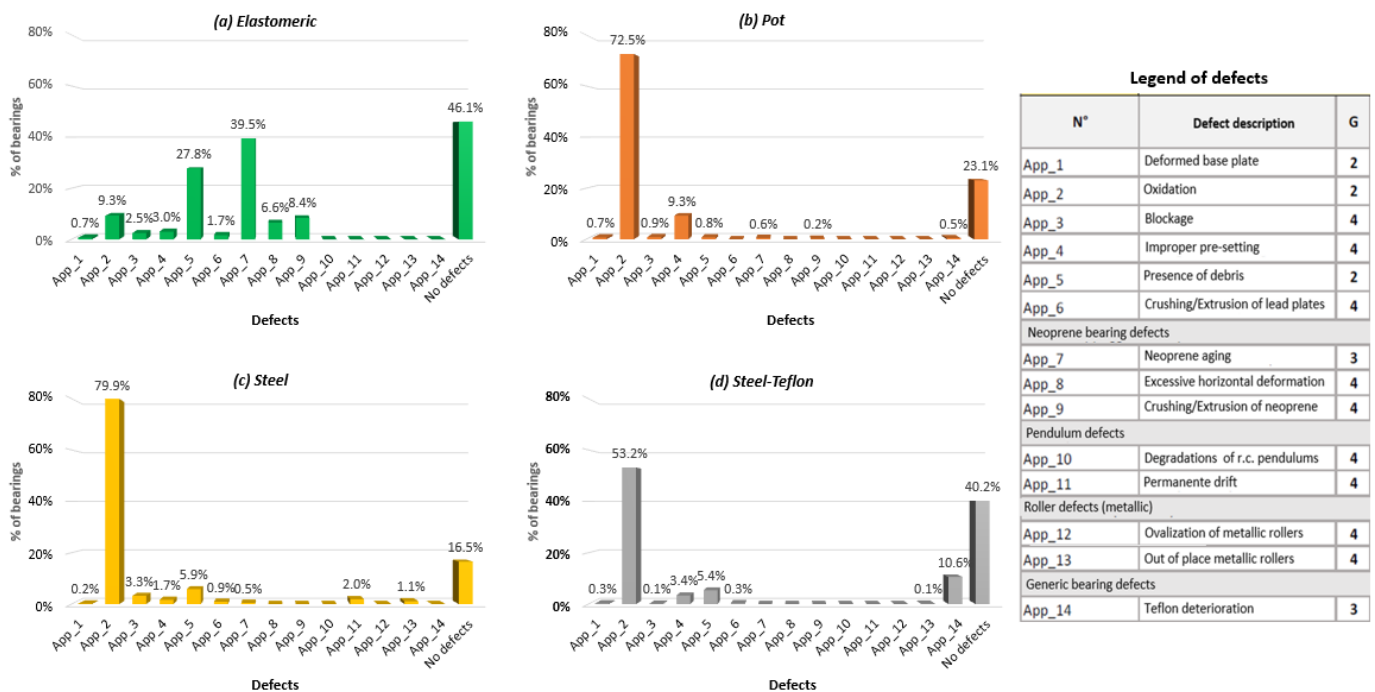 (a) Elastomeric
% of bearings
80%
60%
40%
20%
0%
0.7%
9.3%
2.5%
3.0%
27.8%
1.7%
39.5%
6.6%
8.4%
46.1%
App_1
App_2
App_3
App_4
App_5
App_6
App_7
App_8
App_9
App_10
App_11
App_12
App_13
App_14
No defects
Defects
(b) Pot
% of bearings
80%
60%
40%
20%
0%
0.7%
72.5%
0.9%
9.3%
0.8%
0.6%
0.2%
0.5%
23.1%
App_1
App_2
App_3
App_4
App_5
App_6
App_7
App_8
App_9
App_10
App_11
App_12
App_13
App_14
No defects
Defects
(c) Steel
% of bearings
80%
60%
40%
20%
0%
0.2%
79.9%
3.3%
1.7%
5.9%
0.9%
0.5%
2.0%
1.1%
16.5%
App_1
App_2
App_3
App_4
App_5
App_6
App_7
App_8
App_9
App_10
App_11
App_12
App_13
App_14
No defects
Defects
(d) Steel-Teflon
% of bearings
80%
60%
40%
20%
0%
0.3%
53.2%
0.1%
3.4%
5.4%
0.3%
0.1%
10.6%
40.2%
App_1
App_2
App_3
App_4
App_5
App_6
App_7
App_8
App_9
App_10
App_11
App_12
App_13
App_14
No defects
Defects
Legend of defects
N° Defect description G
App_1 Deformed base plate 2
App_2 Oxidation 2
App_3 Blockage 4
App_4 Improper pre-setting 4
App_5 Presence of debris 2
App_6 Crushing/Extrusion of lead plates 4
Neoprene bearing defects
App_7 Neoprene aging 3
App_8 Excessive horizontal deformation 4
App_9 Crushing/Extrusion of neoprene 4
Pendulum defects
App_10 Degradations of r.c. pendulums 4
App_11 Permanente drift 4
Roller defects (metallic)
App_12 Ovalization of metallic rollers 4
App_13 Out of place metallic rollers 4
Generic bearing defects
App_14 Teflon deterioration 3